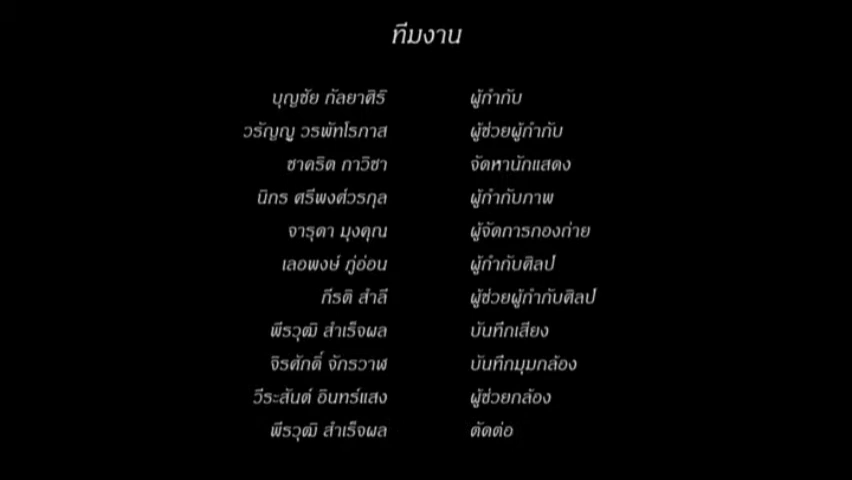 ทีมงาน
บุญชัย กัลยาศิริ ผู้กำกับ
วรัญญู วรพัทโรภาส ผู้ช่วยผู้กำกับ
ชาคริต กาวิชา จัดหานักแสดง
นิกร ศรีพงศ์วรกุล ผู้กำกับภาพ
จารุดา มุงคุณ ผู้จัดการกองถ่าย
เลอพงษ์ ภู่อ่อน ผู้กำกับศิลป์
กีรติ สำลี ผู้ช่วยผู้กำกับศิลป์
พีรวุฒิ สำเร็จผล บันทึกเสียง
จิรศักดิ์ จักรวาฬ บันทึกมุมกล้อง
วีระสันต์ อินทร์แสง ผู้ช่วยกล้อง
พีรวุฒิ สำเร็จผล ตัดต่อ